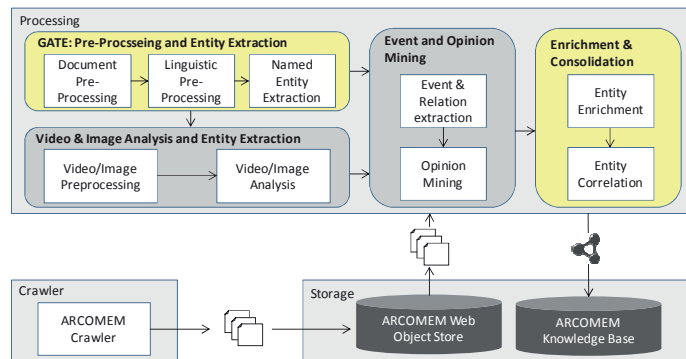 Processing
GATE: Pre-Procsseing and Entity Extraction
Document
Pre-
Processing
Linguistic
Pre-
Processing
Named
Entity
Extraction
Video & Image Analysis and Entity Extraction
Video/Image
Preprocessing
Video/Image
Analysis
Event and Opinion
Mining
Event &
Relation
extraction
Opinion
Mining
Enrichment &
Consolidation
Entity
Enrichment
Entity
Correlation
Crawler
ARCOMEM
Crawler
Storage
ARCOMEM Web
Object Store
ARCOMEM
Knowledge Base